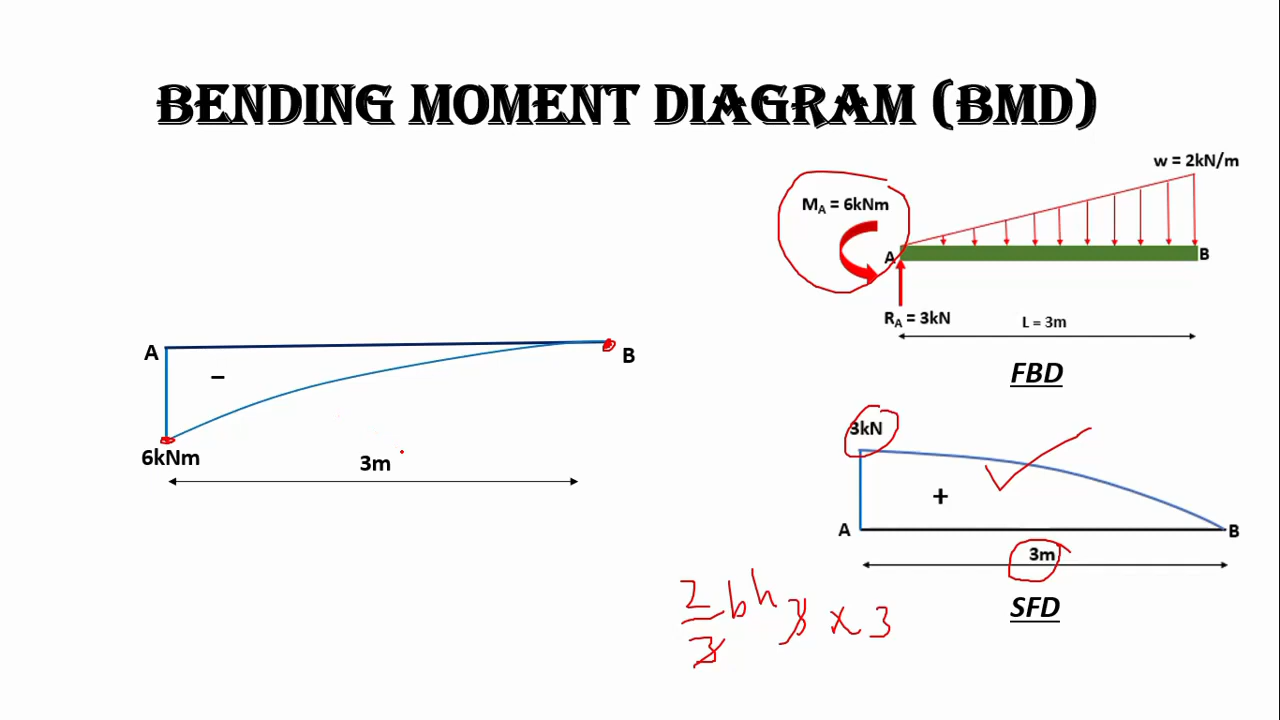 BENDING MOMENT DIAGRAM (BMD)
w = 2kN/m
MA = 6kNm
A
B
RA = 3kN
L = 3m
FBD
A
B
–
6kNm
3m
3kN
+
A
B
3m
SFD
2/3 bh 3 x 3